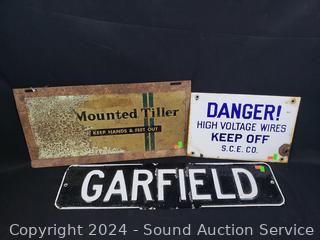 Mounted Tiller
KEEP HANDS & FEET OUT
DANGER!
HIGH VOLTAGE WIRES
KEEP OFF
S.C.E. CO.
GARFIELD
Copyright 2024 - Sound Auction Service